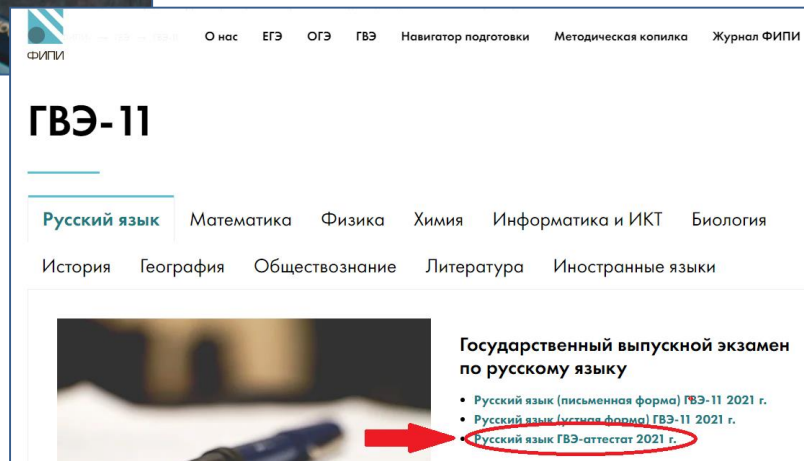 О нас ЕГЭ ОГЭ ГВЭ Навигатор подготовки Методическая копилка Журнал ФИПИ
ФИПИ
ГВЭ-11
Русский язык Математика Физика Химия Информатика и ИКТ Биология
История География Обществознание Литература Иностранные языки
Государственный выпускной экзамен
по русскому языку
Русский язык (письменная форма) ГВЭ-11 2021 г.
Русский язык (устная форма) ГВЭ-11 2021 г.
Русский язык ГВЭ-аттестат 2021 г.